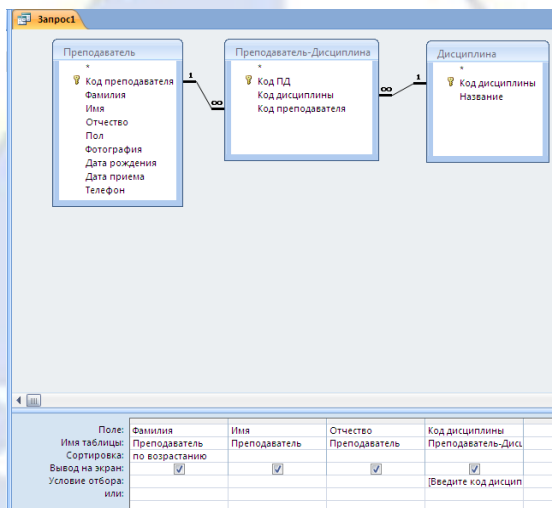 Запрос1
Преподаватель
*
Код преподавателя
Фамилия
Имя
Отчество
Пол
Фотография
Дата рождения
Дата приема
Телефон
1
∞
Преподаватель-Дисциплина
*
Код ПД
Код дисциплины
Код преподавателя
∞
1
Дисциплина
*
Код дисциплины
Название
Поле: Фамилия Имя Отчество Код дисциплины
Имя таблицы: Преподаватель Преподаватель Преподаватель Преподаватель-Дисц
Сортировка: по возрастанию
Вывод на экран:
Условие отбора: [Введите код дисцип
или: